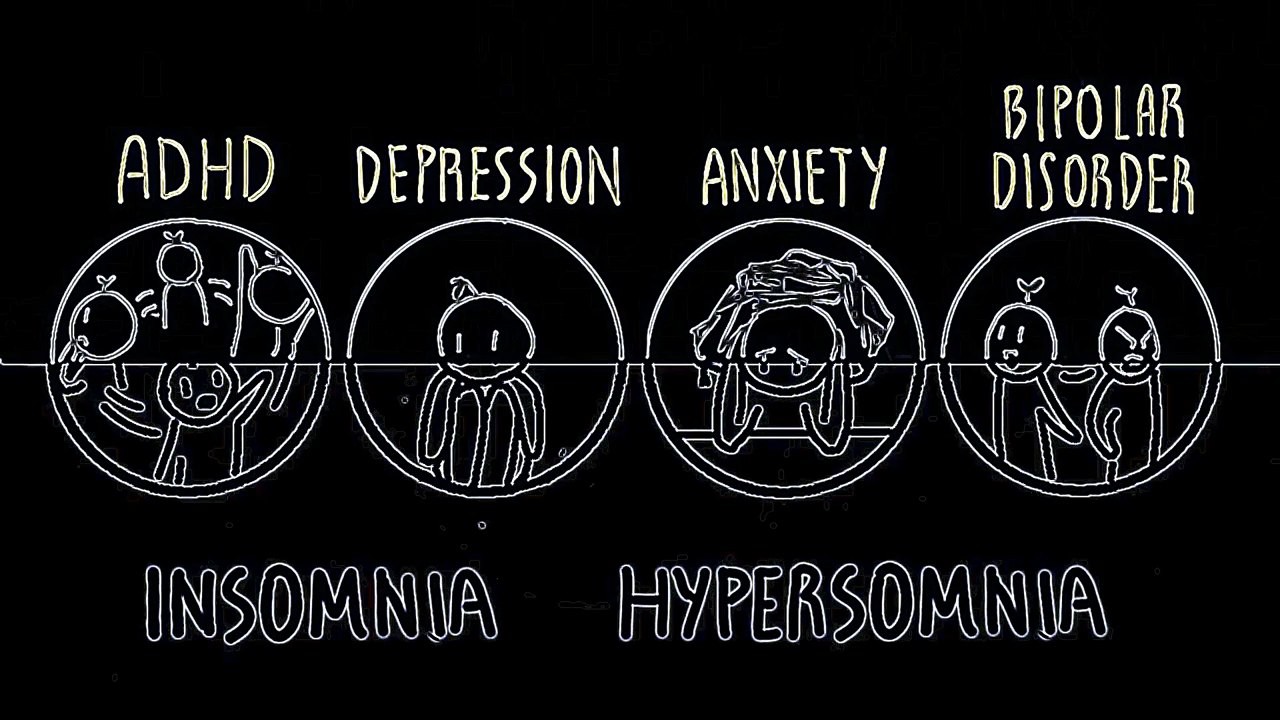 ADHD
DEPRESSION
ANXIETY
BIPOLAR
DISORDER
INSOMNIA
HYPERSOMNIA